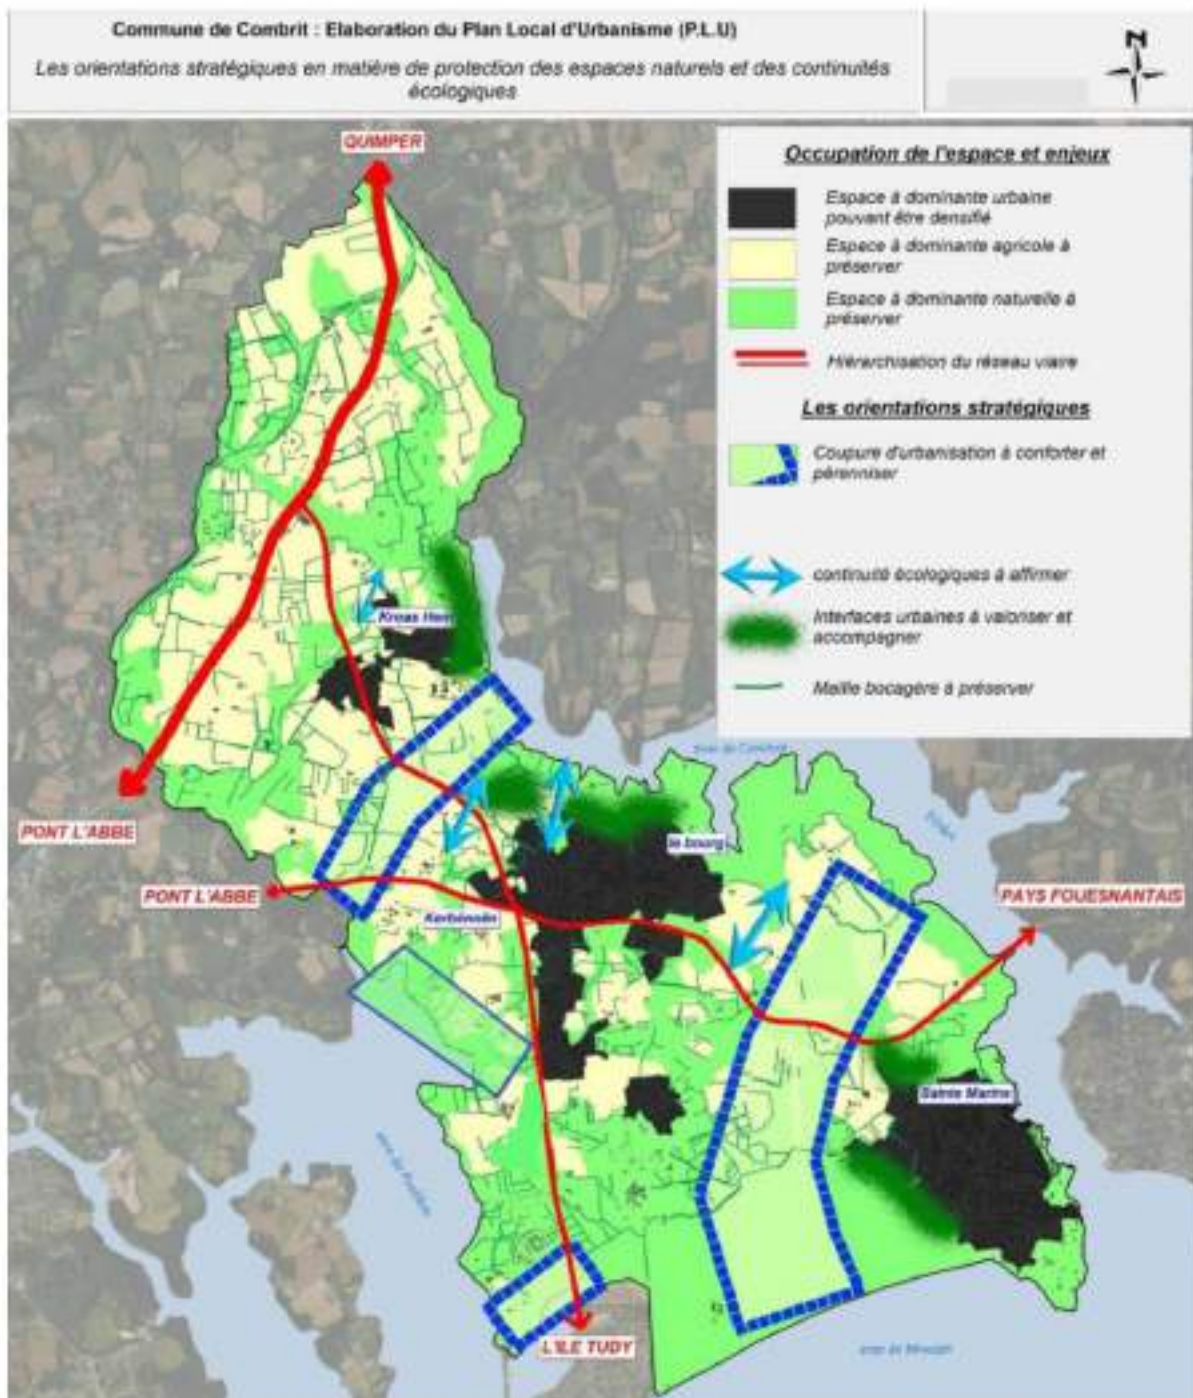 Commune de Combrit : Elaboration du Plan Local d'Urbanisme (P.L.U)
Les orientations stratégiques en matière de protection des espaces naturels et des continuités
écologiques
N
QUIMPER
Occupation de l'espace et enjeux
Espace à dominante urbaine
pouvant être densifié
Espace à dominante agricole à
préserver
Espace à dominante naturelle à
préserver
Hiérarchisation du réseau viaire
Les orientations stratégiques
Coupure d'urbanisation à conforter et
pérenniser
continuité écologiques à affirmer
Interfaces urbaines à valoriser et
accompagner
Maille bocagère à préserver
Kroas Hent
anse de Combrit
PONT L'ABBE
le bourg
PONT L'ABBE
PAYS FOUESNANTAIS
Sainte Marine
L'ILE TUDY